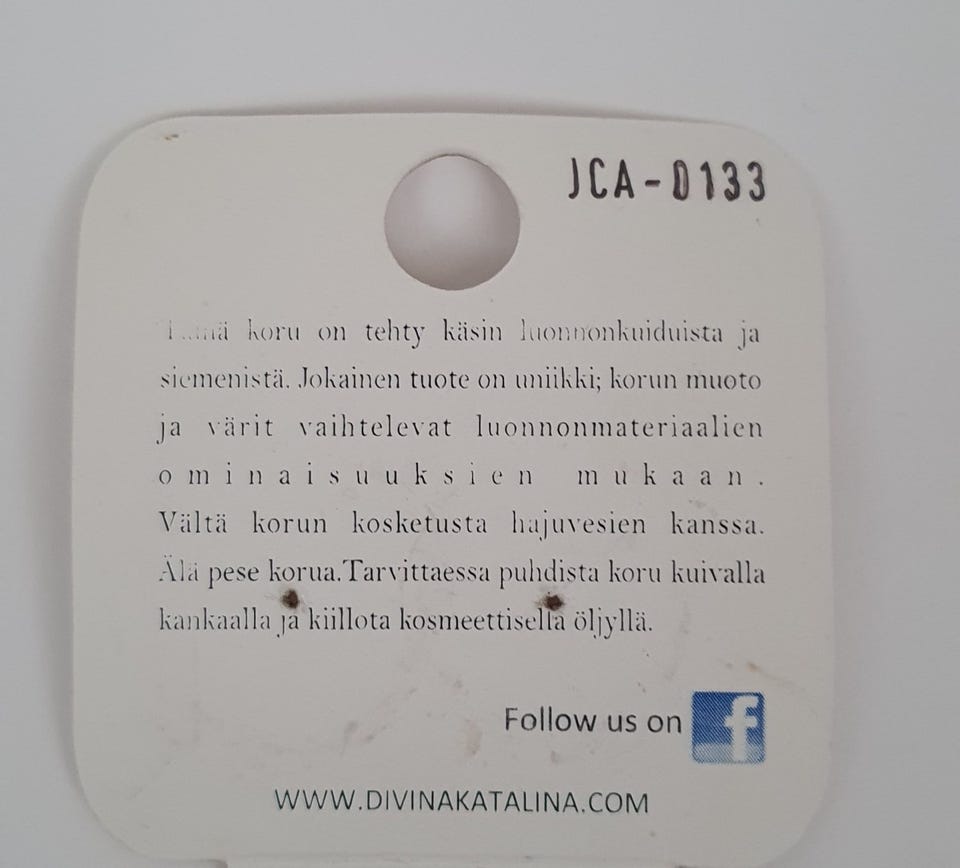 JCA-0133
Tämä koru on tehty käsin luonnonkuiduista ja
siemenistä. Jokainen tuote on uniikki; korun muoto
ja värit vaihtelevat luonnonmateriaalien
ominaisuuksien mukaan.
Vältä korun kosketusta hajuvesien kanssa.
Älä pese korua.Tarvittaessa puhdista koru kuivalla
kankaalla ja kiillota kosmeettisella öljyllä.
Follow us on f
WWW.DIVINAKATALINA.COM